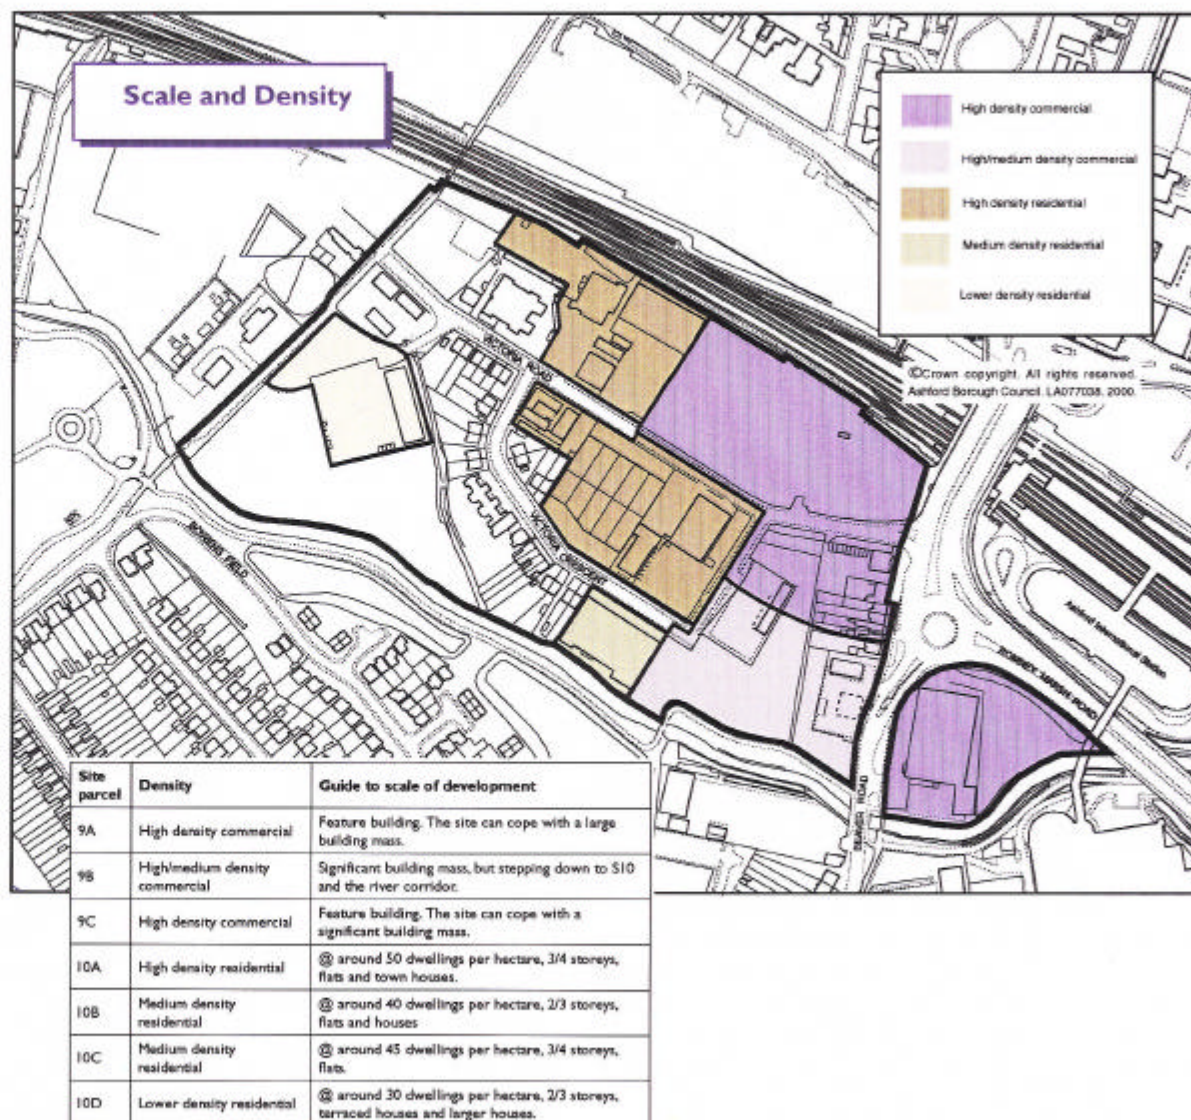 Scale and Density
High density commercial
High/medium density commercial
High density residential
Medium density residential
Lower density residential
©Crown copyright. All rights reserved.
Ashford Borough Council. LA077038. 2000.
VICTORIA ROAD
VICTORIA CRESCENT
BOWENS FIELD
ROMNEY MARSH ROAD
Ashford International Station
BEAVER ROAD
Site parcel
Density
Guide to scale of development
9A
High density commercial
Feature building. The site can cope with a large
building mass.
9B
High/medium density
commercial
Significant building mass, but stepping down to S10
and the river corridor.
9C
High density commercial
Feature building. The site can cope with a
significant building mass.
10A
High density residential
@ around 50 dwellings per hectare, 3/4 storeys,
flats and town houses.
10B
Medium density
residential
@ around 40 dwellings per hectare, 2/3 storeys,
flats and houses
10C
Medium density
residential
@ around 45 dwellings per hectare, 3/4 storeys,
flats.
10D
Lower density residential
@ around 30 dwellings per hectare, 2/3 storeys,
terraced houses and larger houses.